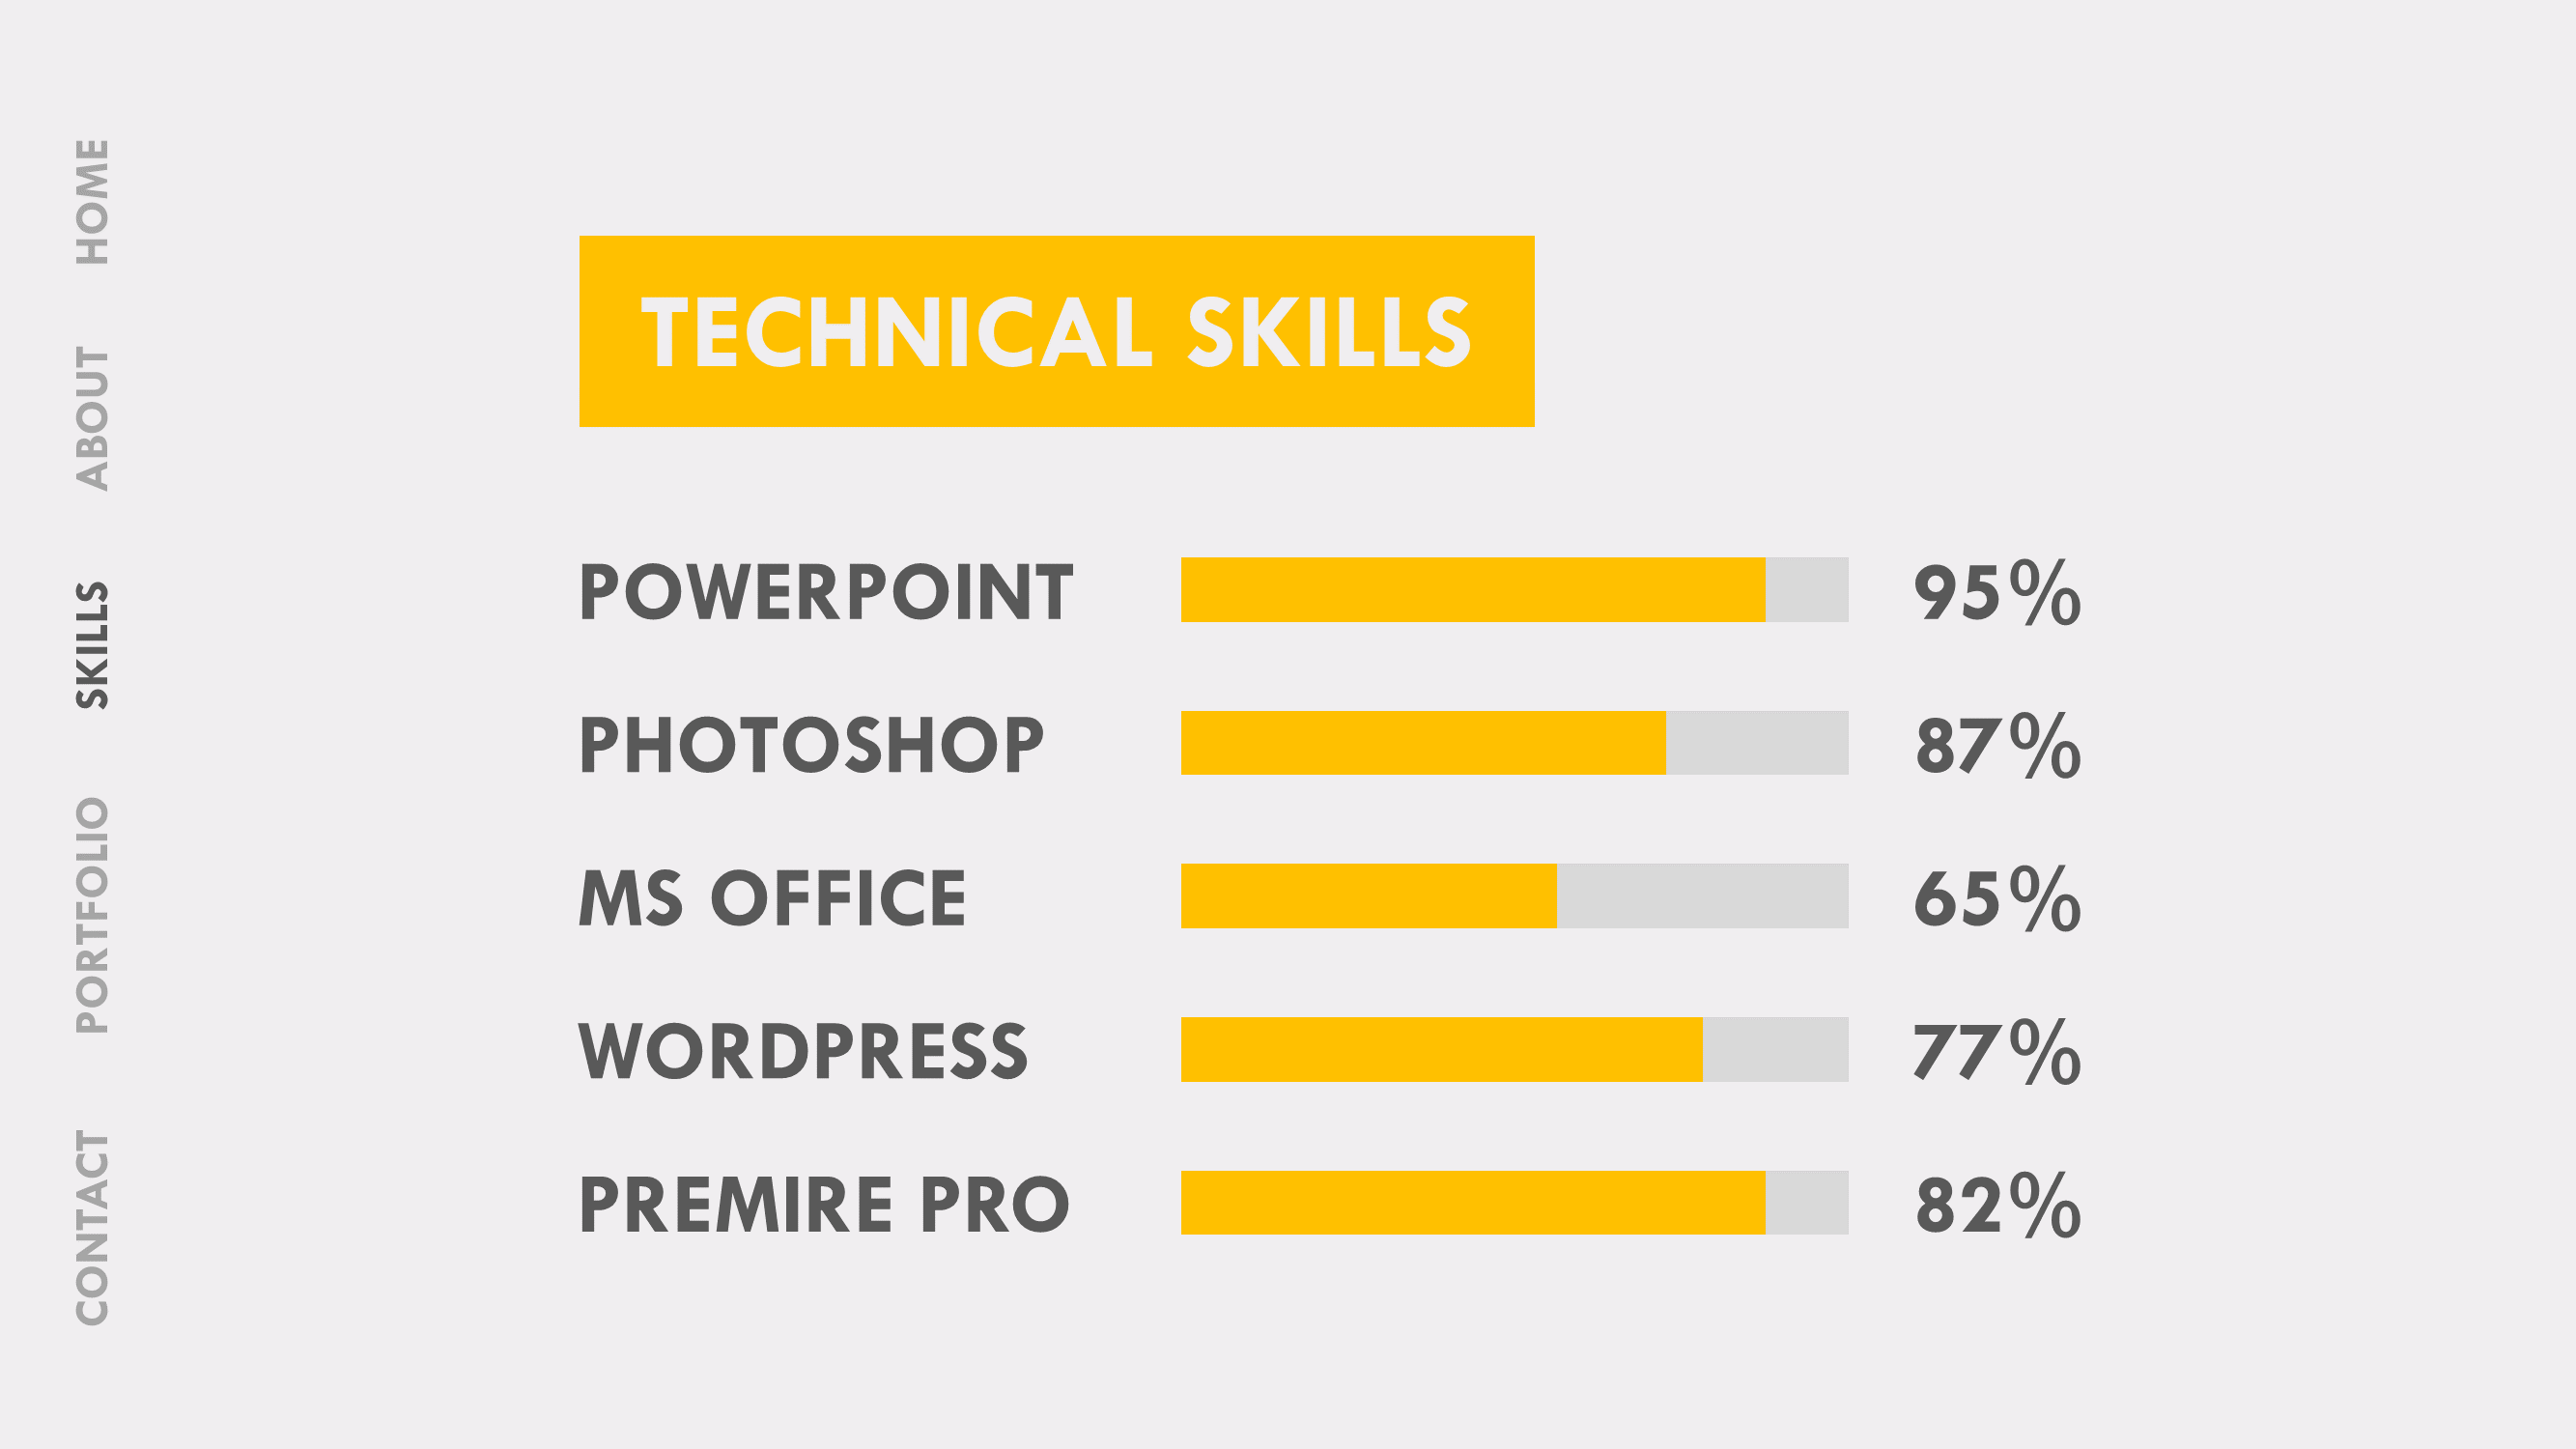 HOME
ABOUT
SKILLS
PORTFOLIO
CONTACT
TECHNICAL SKILLS
POWERPOINT 95%
PHOTOSHOP 87%
MS OFFICE 65%
WORDPRESS 77%
PREMIRE PRO 82%